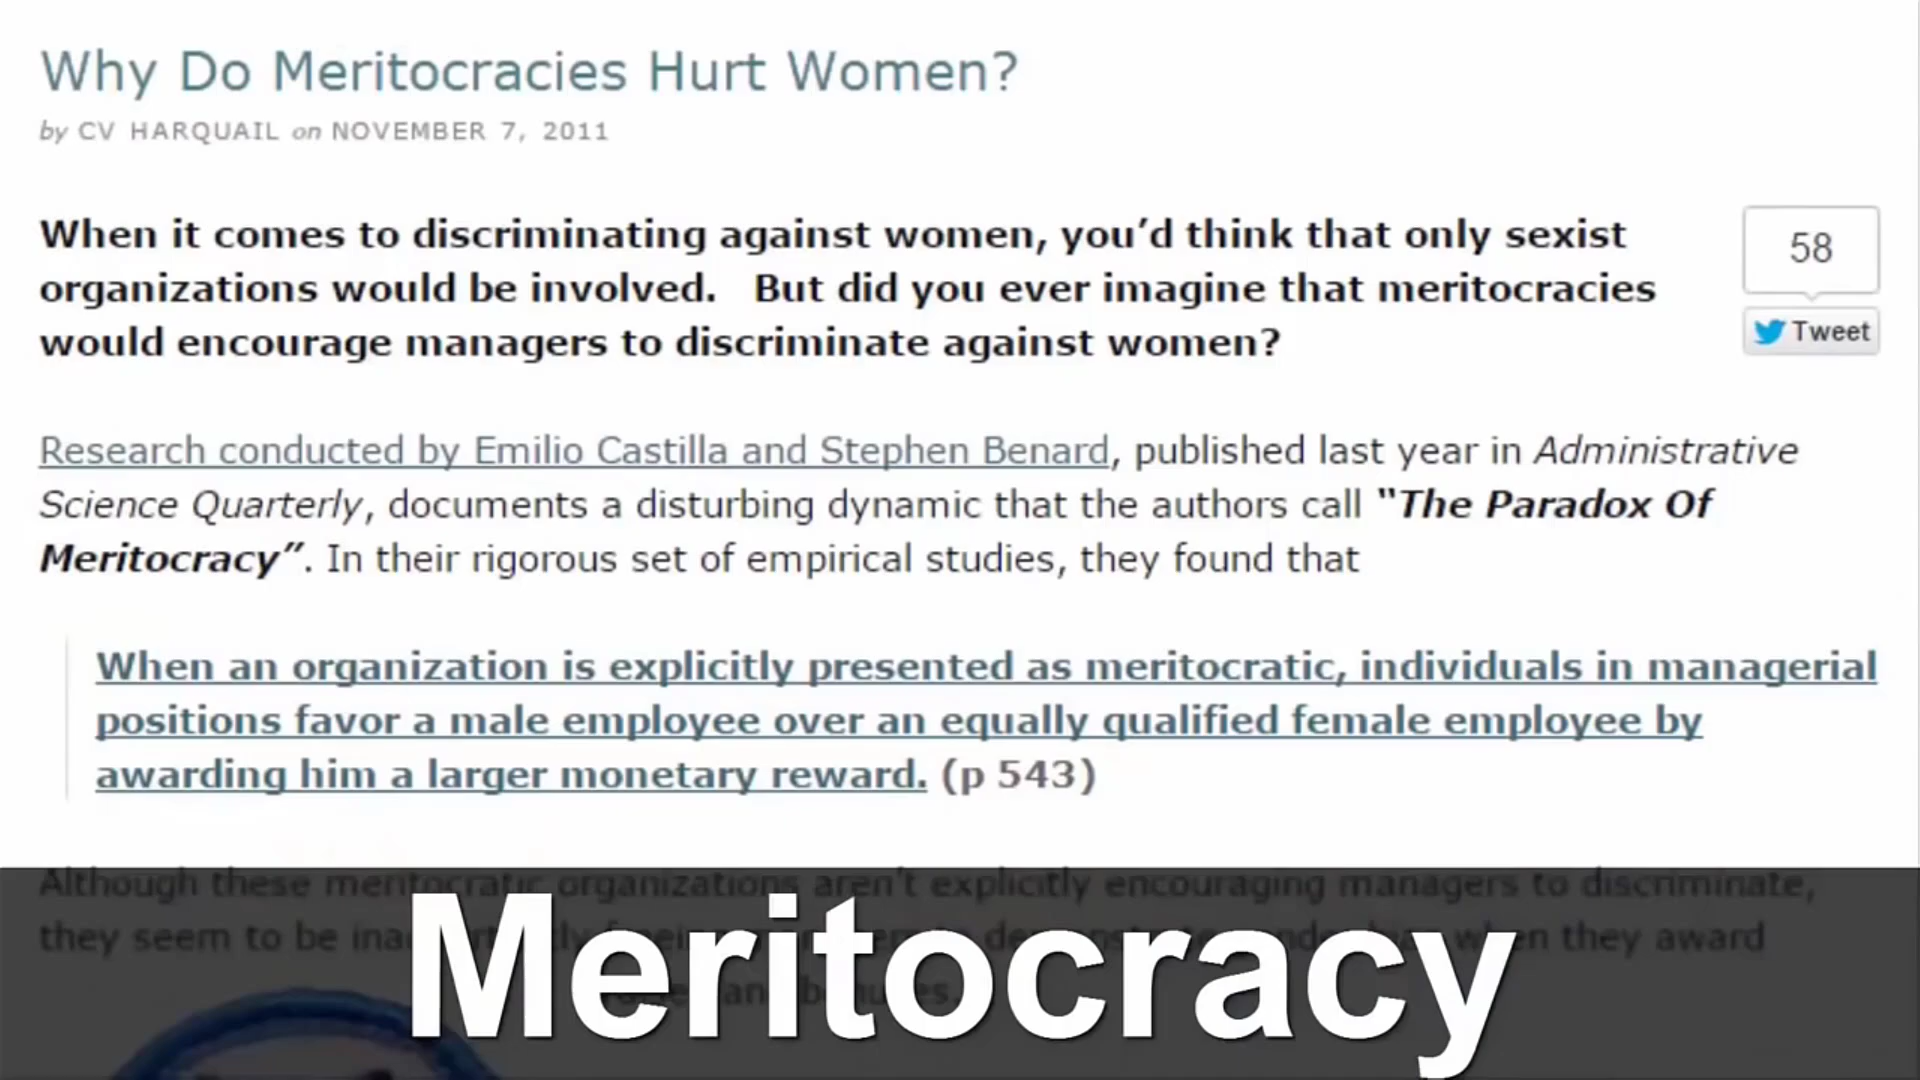 Why Do Meritocracies Hurt Women?
by CV HARQUAIL on NOVEMBER 7, 2011
When it comes to discriminating against women, you’d think that only sexist
organizations would be involved. But did you ever imagine that meritocracies
would encourage managers to discriminate against women?
58
Tweet
Research conducted by Emilio Castilla and Stephen Benard, published last year in Administrative
Science Quarterly, documents a disturbing dynamic that the authors call “The Paradox Of
Meritocracy”. In their rigorous set of empirical studies, they found that
When an organization is explicitly presented as meritocratic, individuals in managerial
positions favor a male employee over an equally qualified female employee by
awarding him a larger monetary reward. (p 543)
Although these meritocratic organizations aren’t explicitly encouraging managers to discriminate,
they seem to be when they award
Meritocracy